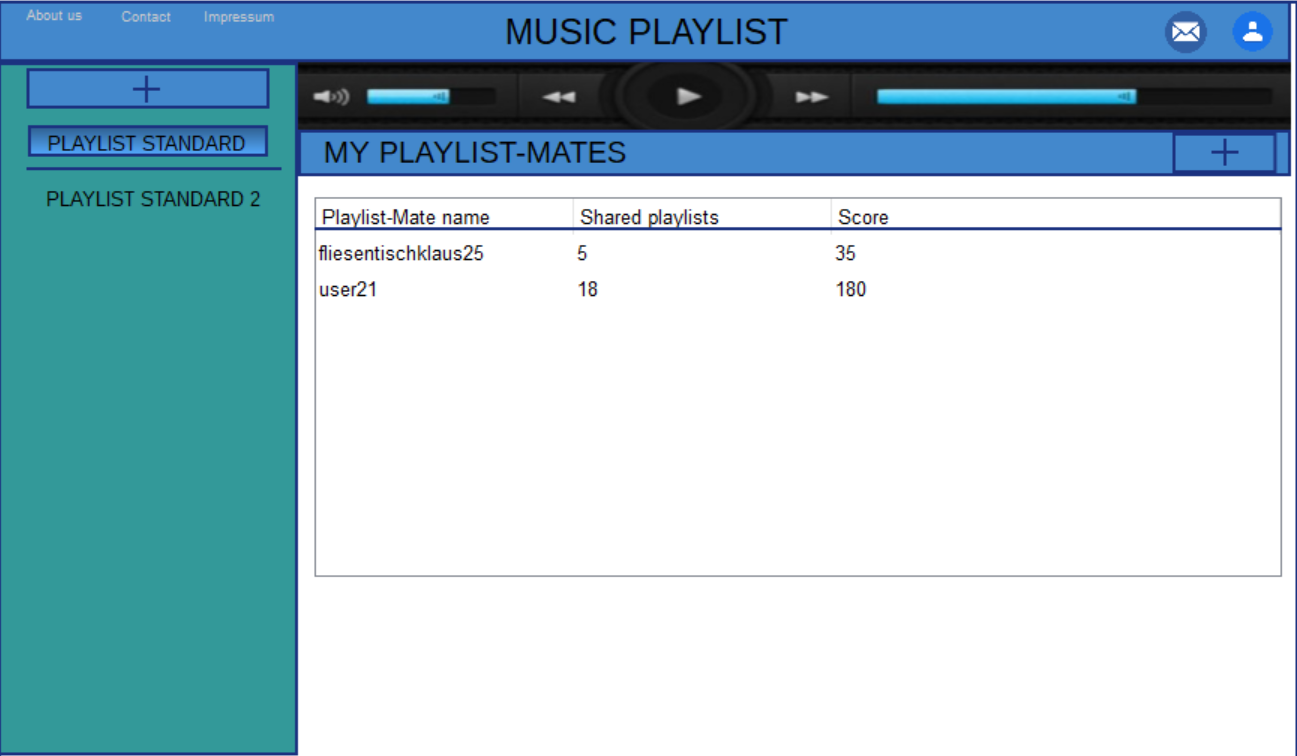 About us Contact Impressum
MUSIC PLAYLIST
PLAYLIST STANDARD
PLAYLIST STANDARD 2
MY PLAYLIST-MATES
Playlist-Mate name Shared playlists Score
fliesentischklaus25 5 35
user21 18 180